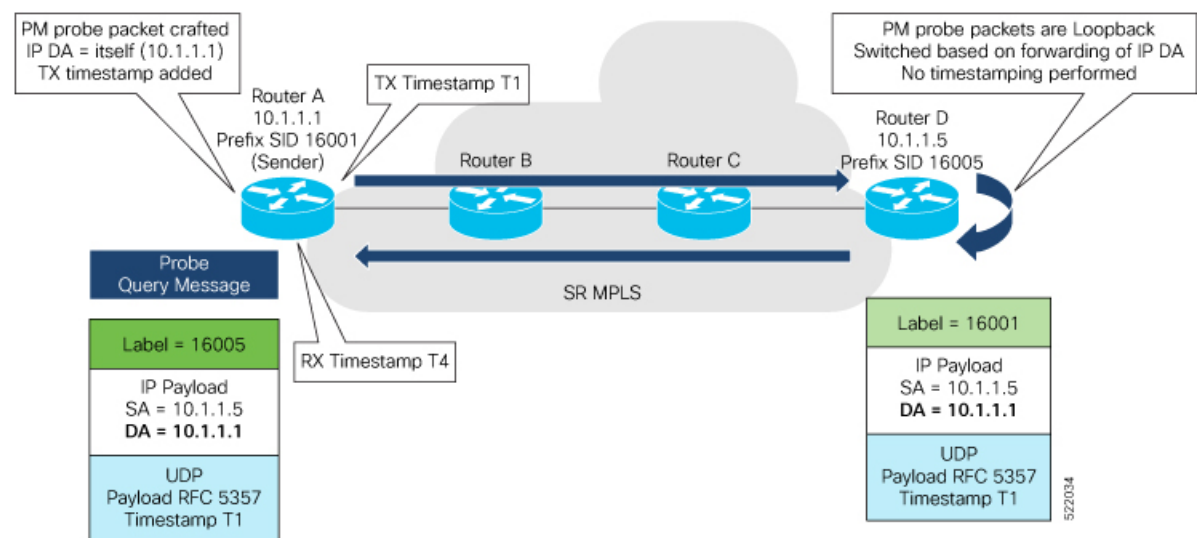 PM probe packet crafted
IP DA = itself (10.1.1.1)
TX timestamp added
TX Timestamp T1
PM probe packets are Loopback
Switched based on forwarding of IP DA
No timestamping performed
Router A
10.1.1.1
Prefix SID 16001
(Sender)
Router B
Router C
Router D
10.1.1.5
Prefix SID 16005
Probe
Query Message
SR MPLS
RX Timestamp T4
Label = 16005
IP Payload
SA = 10.1.1.5
DA = 10.1.1.1
UDP
Payload RFC 5357
Timestamp T1
Label = 16001
IP Payload
SA = 10.1.1.5
DA = 10.1.1.1
UDP
Payload RFC 5357
Timestamp T1
522034